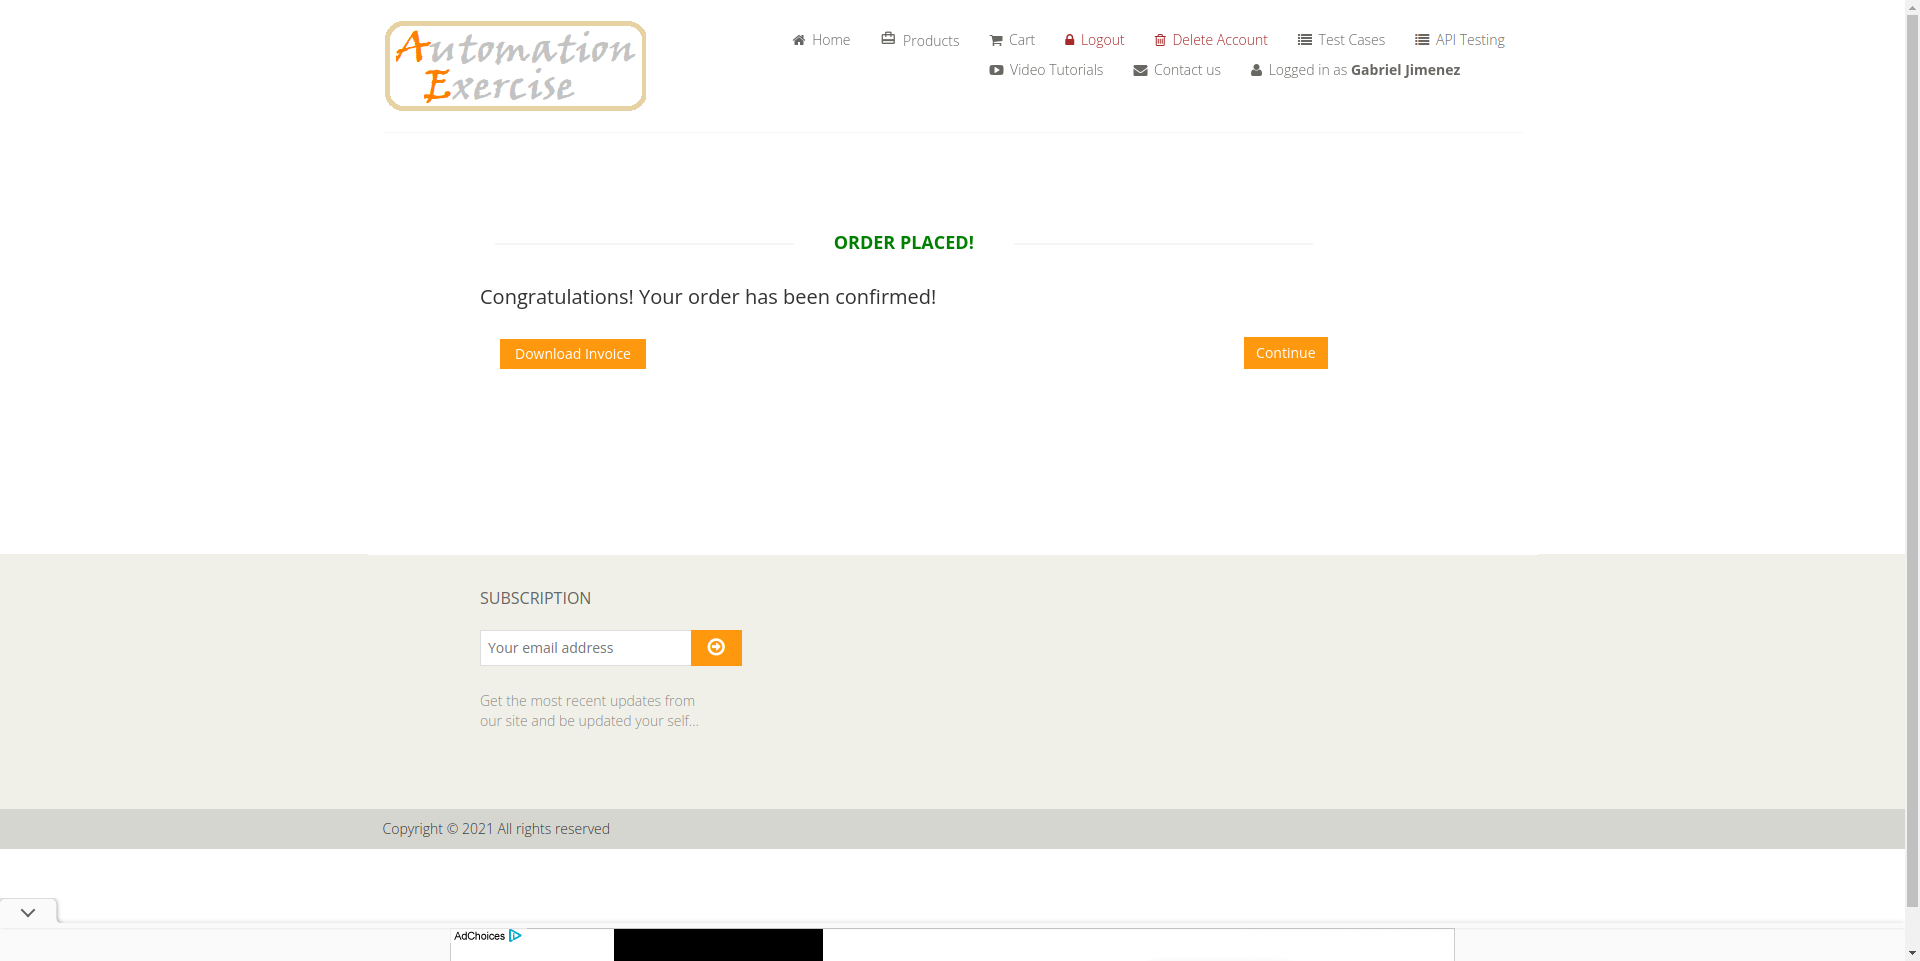 Automation
Exercise
Home Products Cart Logout Delete Account Test Cases API Testing
Video Tutorials Contact us Logged in as Gabriel Jimenez
ORDER PLACED!
Congratulations! Your order has been confirmed!
Download Invoice Continue
SUBSCRIPTION
Your email address
Get the most recent updates from
our site and be updated your self...
Copyright © 2021 All rights reserved
AdChoices